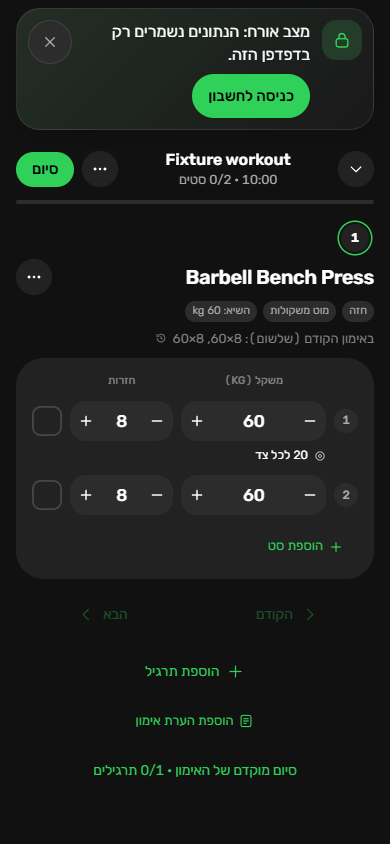 מצב אורח: הנתונים נשמרים רק
בדפדפן הזה.
כניסה לחשבון
Fixture workout
10:00 • 0/2 סטים
סיום
1
Barbell Bench Press
חזה
מוט משקולות
השיא: 60 kg
באימון הקודם (שלשום): 60×8, 60×8
משקל (KG)
חזרות
1
− 60 +
− 8 +
20 לכל צד
2
− 60 +
− 8 +
+ הוספת סט
הקודם
הבא
+ הוספת תרגיל
הוספת הערת אימון
סיום מוקדם של האימון • 0/1 תרגילים